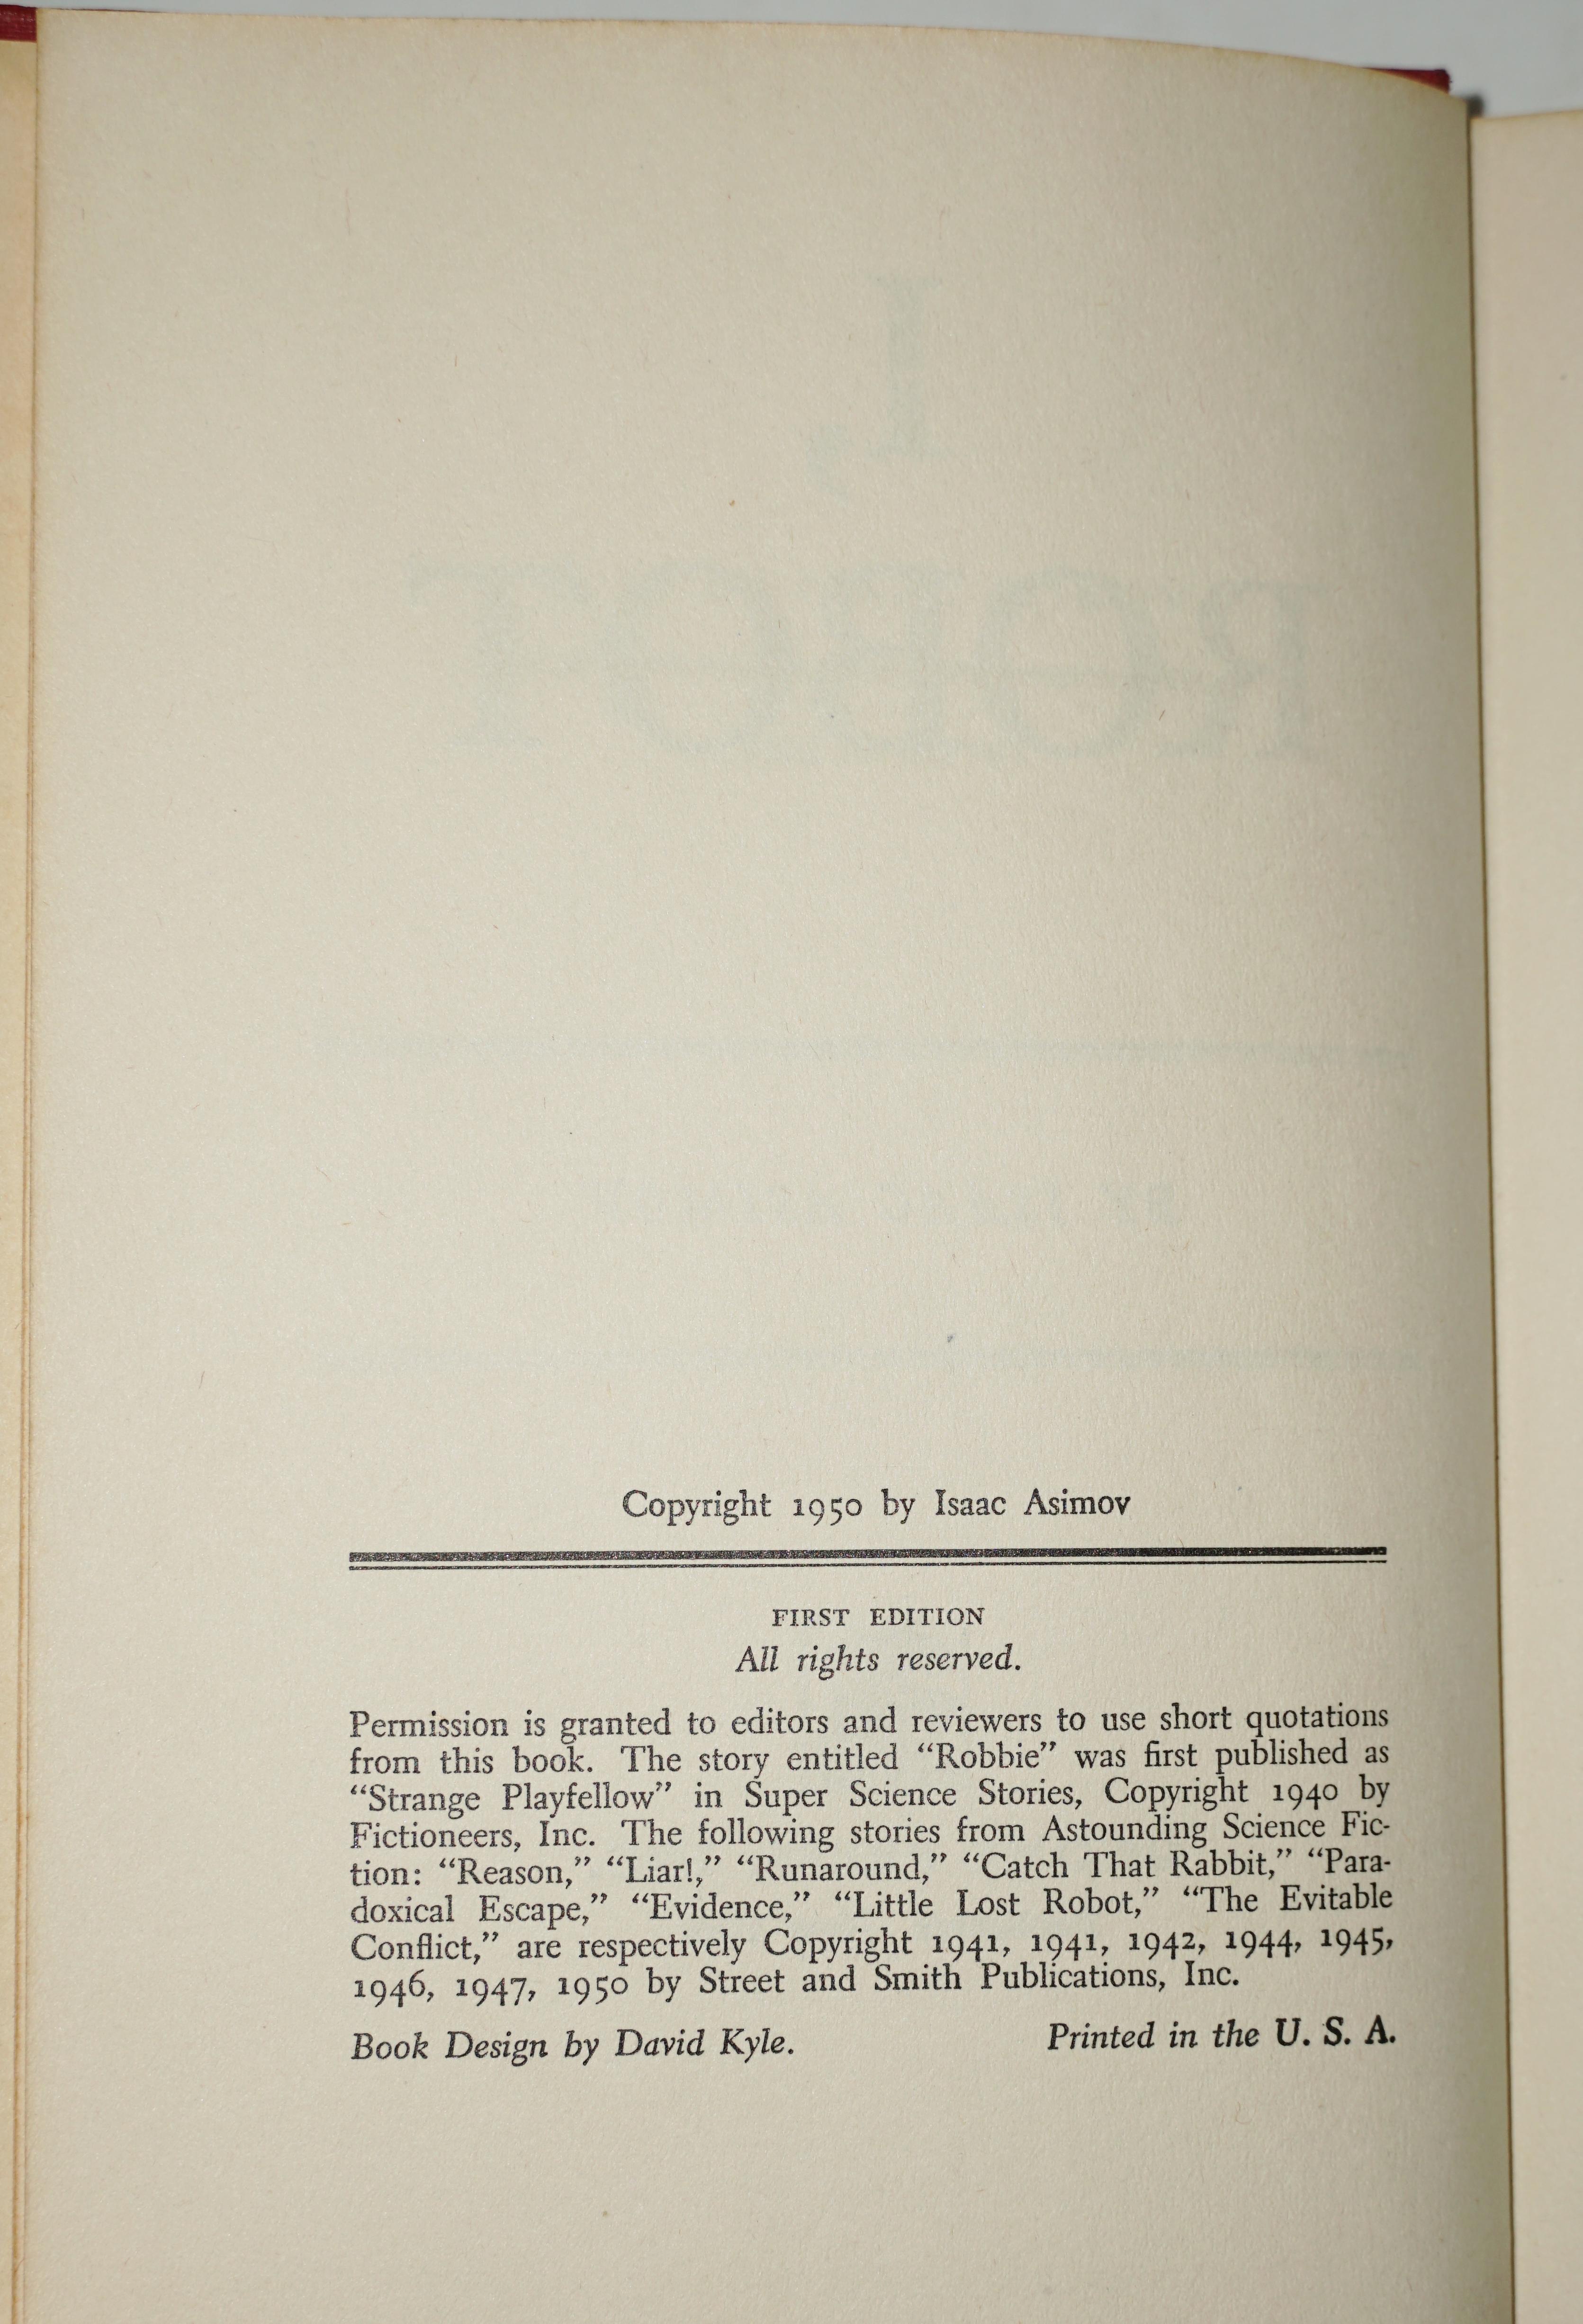 Copyright 1950 by Isaac Asimov
FIRST EDITION
All rights reserved.
Permission is granted to editors and reviewers to use short quotations
from this book. The story entitled “Robbie” was first published as
“Strange Playfellow” in Super Science Stories, Copyright 1940 by
Fictioneers, Inc. The following stories from Astounding Science Fic-
tion: “Reason,” “Liar!,” “Runaround,” “Catch That Rabbit,” “Para-
doxical Escape,” “Evidence,” “Little Lost Robot,” “The Evitable
Conflict,” are respectively Copyright 1941, 1941, 1942, 1944, 1945,
1946, 1947, 1950 by Street and Smith Publications, Inc.
Book Design by David Kyle. Printed in the U. S. A.